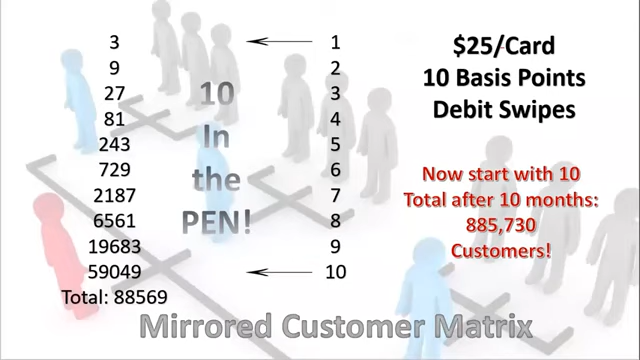 3
9
27
81
243
729
2187
6561
19683
59049
Total: 88569
10
In
the
PEN!
1
2
3
4
5
6
7
8
9
10
$25/Card
10 Basis Points
Debit Swipes
Now start with 10
Total after 10 months:
885,730
Customers!
Mirrored Customer Matrix